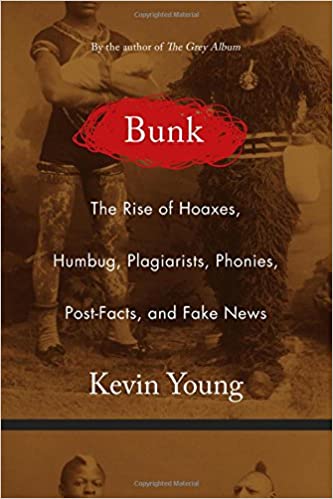 By the author of The Grey Album
Bunk
The Rise of Hoaxes,
Humbug, Plagiarists, Phonies,
Post-Facts, and Fake News
Kevin Young